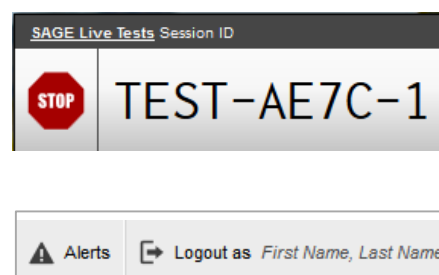 SAGE Live Tests Session ID
STOP TEST-AE7C-1
Alerts Logout as First Name, Last Name